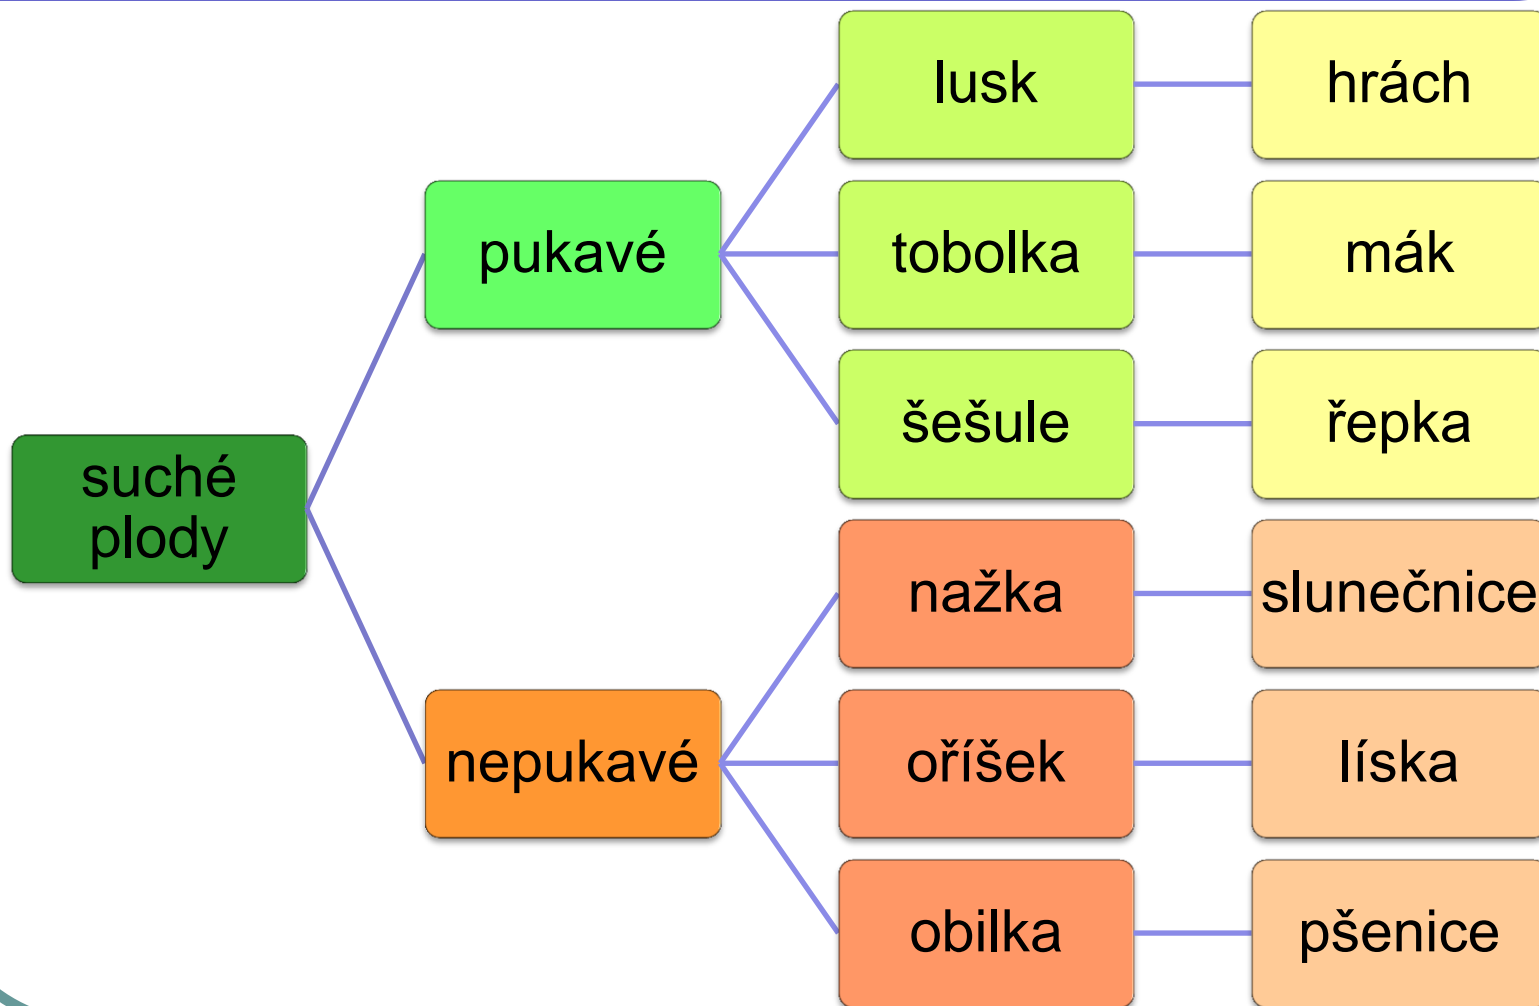 lusk
hrách
pukavé
tobolka
mák
šešule
řepka
suché
plody
nažka
slunečnice
nepukavé
oříšek
líska
obilka
pšenice